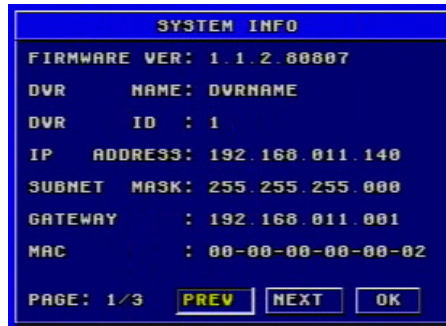 SYSTEM INFO
FIRMWARE VER: 1.1.2.80807
DVR NAME: DVRNAME
DVR ID : 1
IP ADDRESS: 192.168.011.140
SUBNET MASK: 255.255.255.000
GATEWAY : 192.168.011.001
MAC : 00-00-00-00-00-02
PAGE: 1/3 PREV NEXT OK